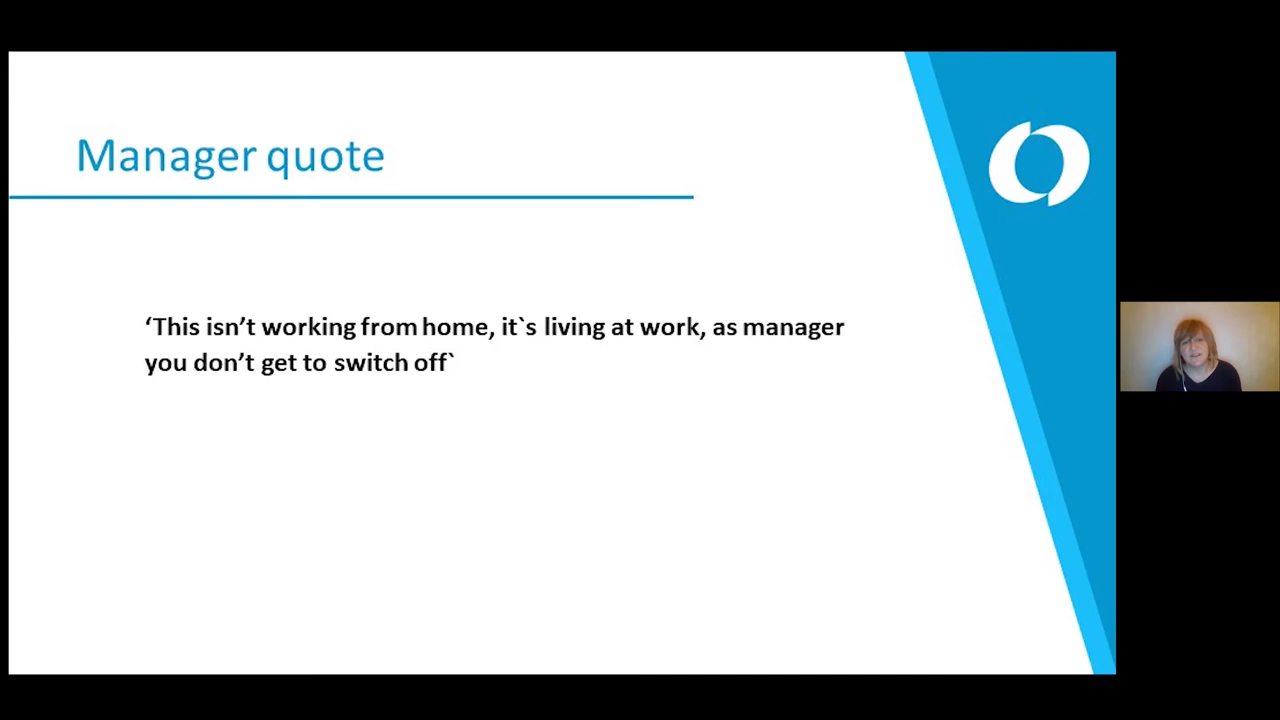 Manager quote
‘This isn’t working from home, it`s living at work, as manager
you don’t get to switch off`